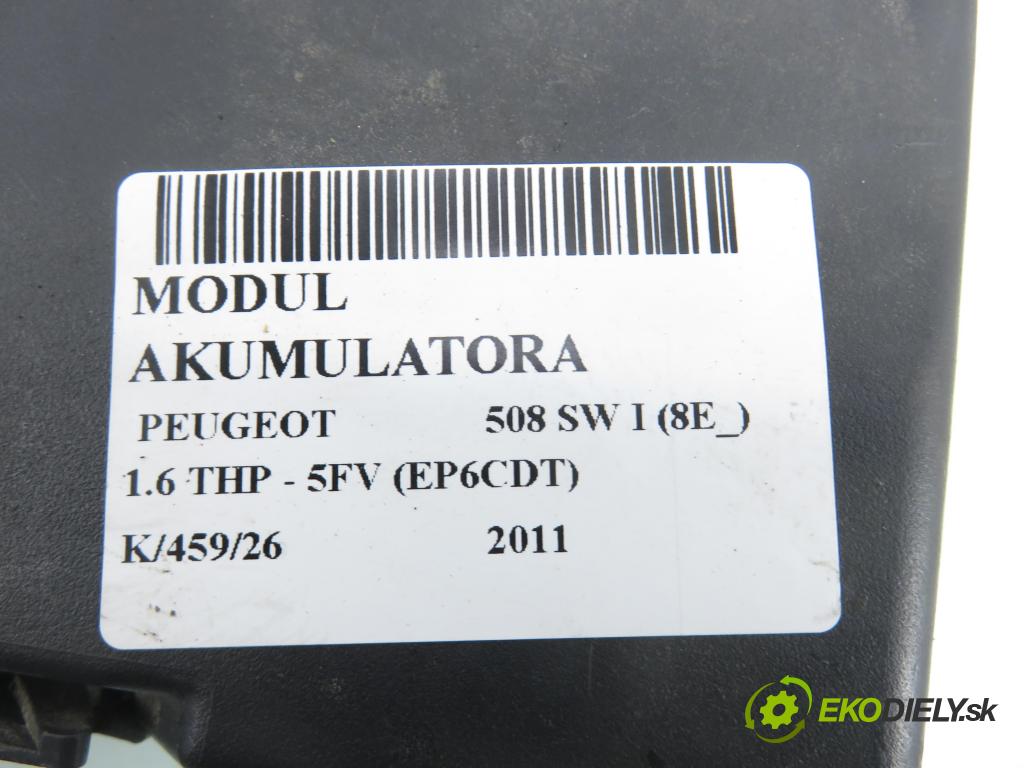 MODUL
AKUMULATORA
PEUGEOT 508 SW I (8E_)
1.6 THP - 5FV (EP6CDT)
K/459/26 2011
EKODIELY.sk